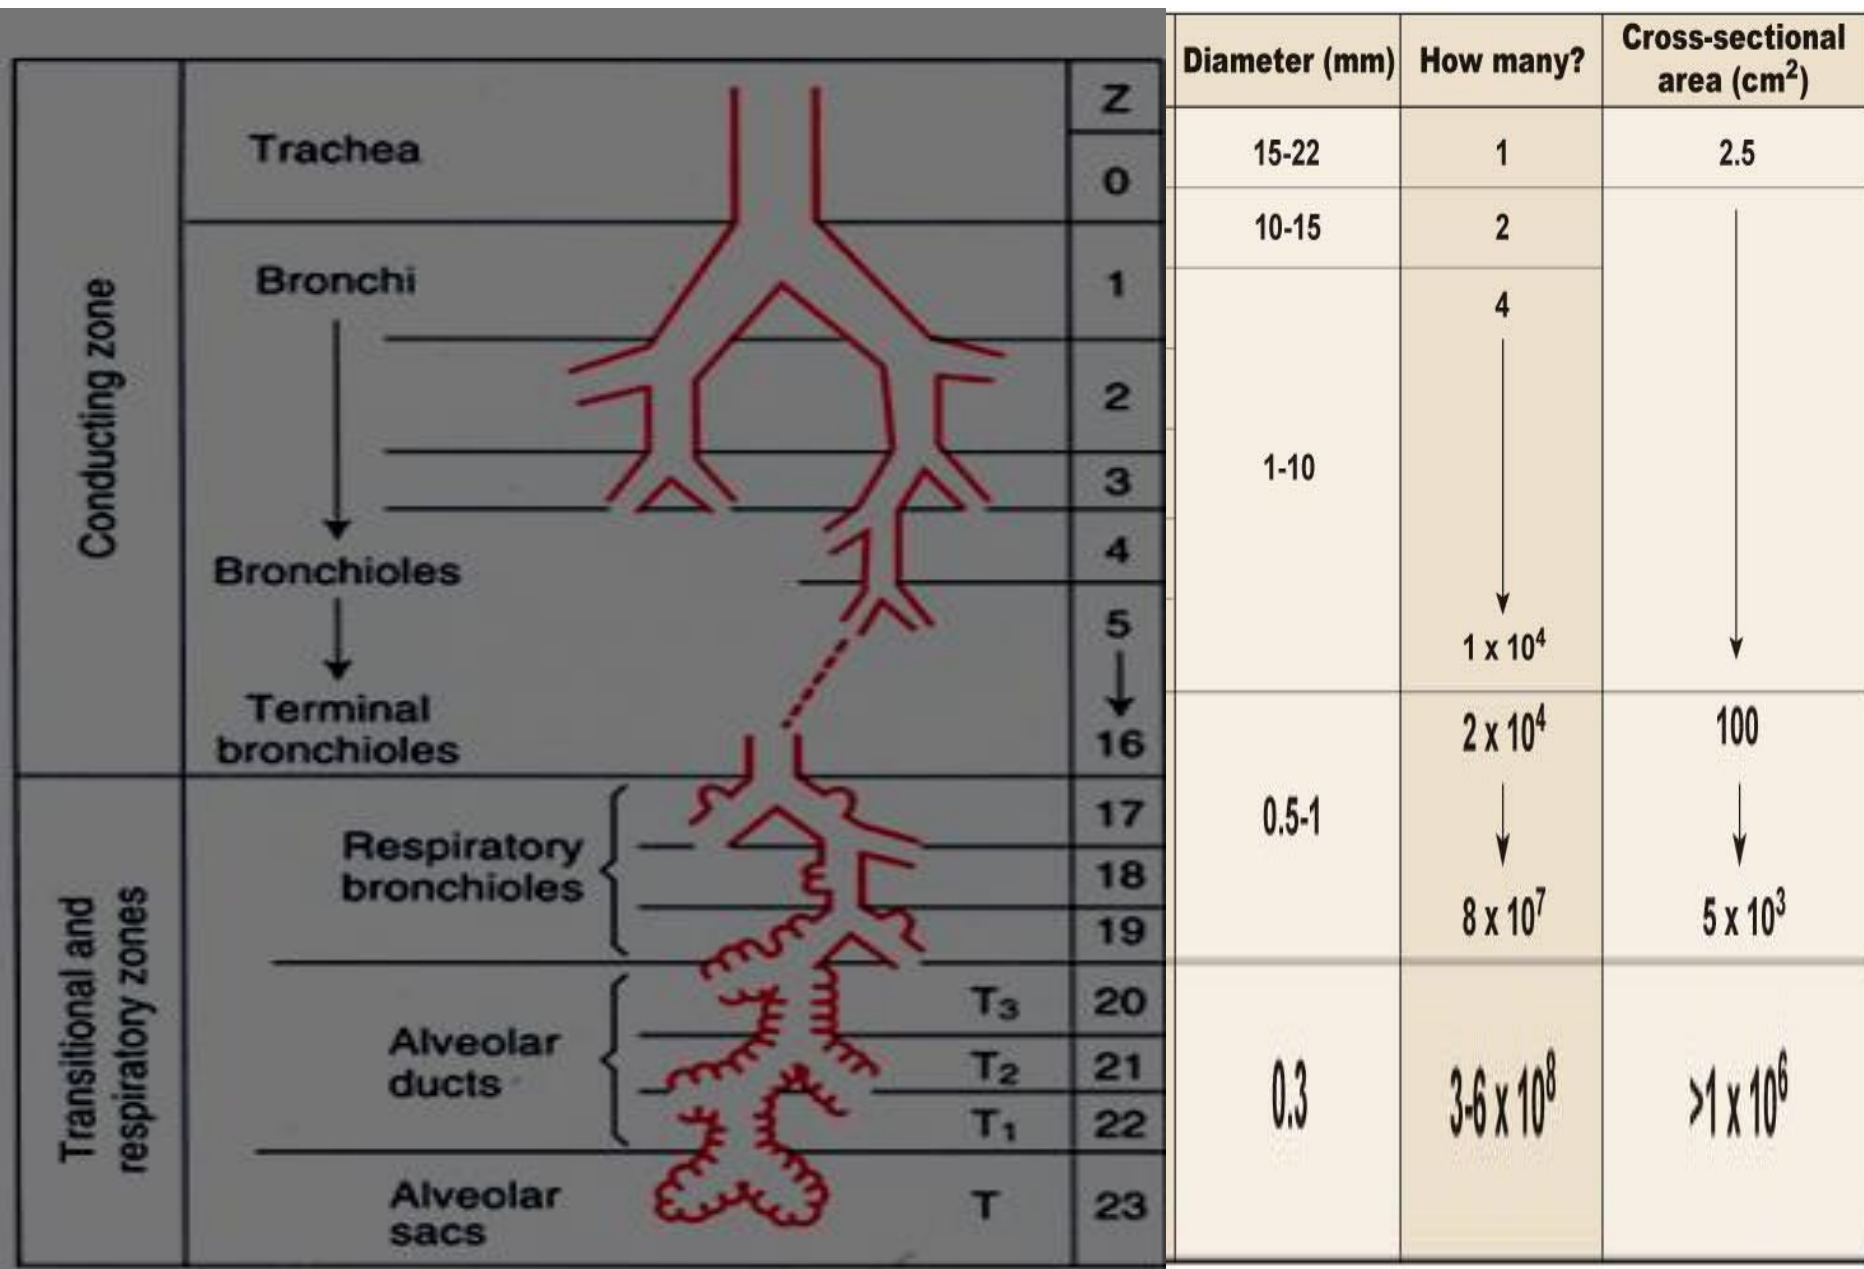 Conducting zone
Transitional and
respiratory zones
Trachea
Bronchi
Bronchioles
Terminal
bronchioles
Respiratory
bronchioles
Alveolar
ducts
Alveolar
sacs
T₃
T₂
T₁
T
Z
0
1
2
3
4
5
16
17
18
19
20
21
22
23
Diameter (mm) How many? Cross-sectional
area (cm²)
15-22 1 2.5
10-15 2
4
1-10
1 x 10⁴
2 x 10⁴ 100
0.5-1
8 x 10⁷ 5 x 10³
0.3 3-6 x 10⁸ >1 x 10⁶